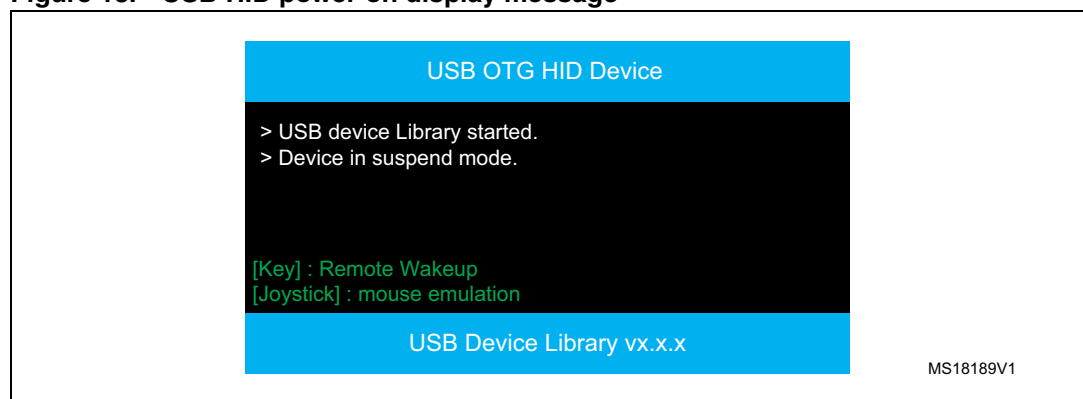 USB OTG HID Device
> USB device Library started.
> Device in suspend mode.
[Key] : Remote Wakeup
[Joystick] : mouse emulation
USB Device Library vx.x.x
MS18189V1